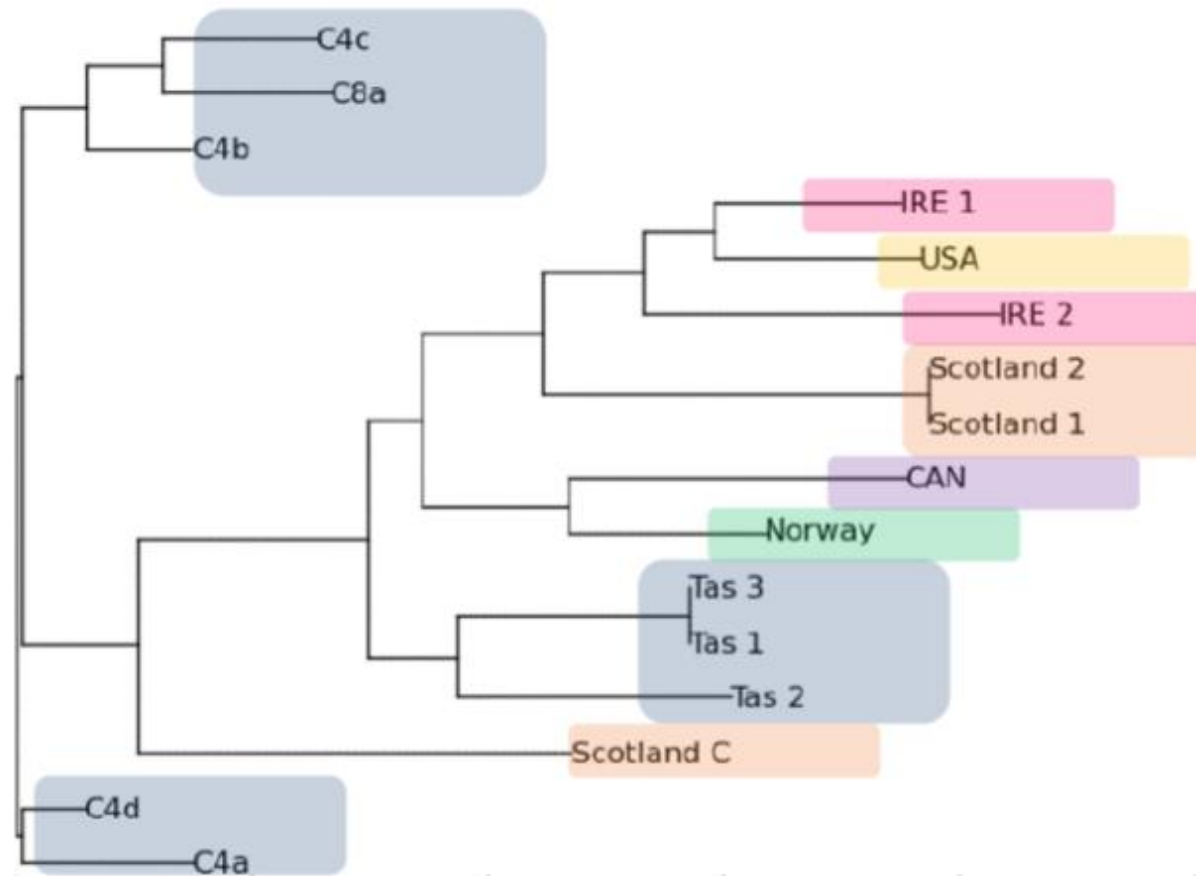 C4c
C8a
C4b
IRE 1
USA
IRE 2
Scotland 2
Scotland 1
CAN
Norway
Tas 3
Tas 1
Tas 2
Scotland C
C4d
C4a